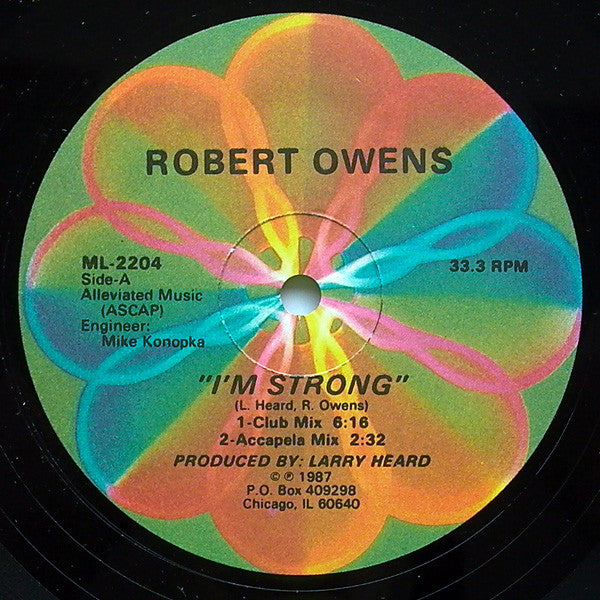 ROBERT OWENS
ML-2204
Side-A
Alleviated Music
(ASCAP)
Engineer:
Mike Konopka
33.3 RPM
"I'M STRONG"
(L. Heard, R. Owens)
1-Club Mix 6:16
2-Accapela Mix 2:32
PRODUCED BY: LARRY HEARD
© ℗ 1987
P.O. Box 409298
Chicago, IL 60640